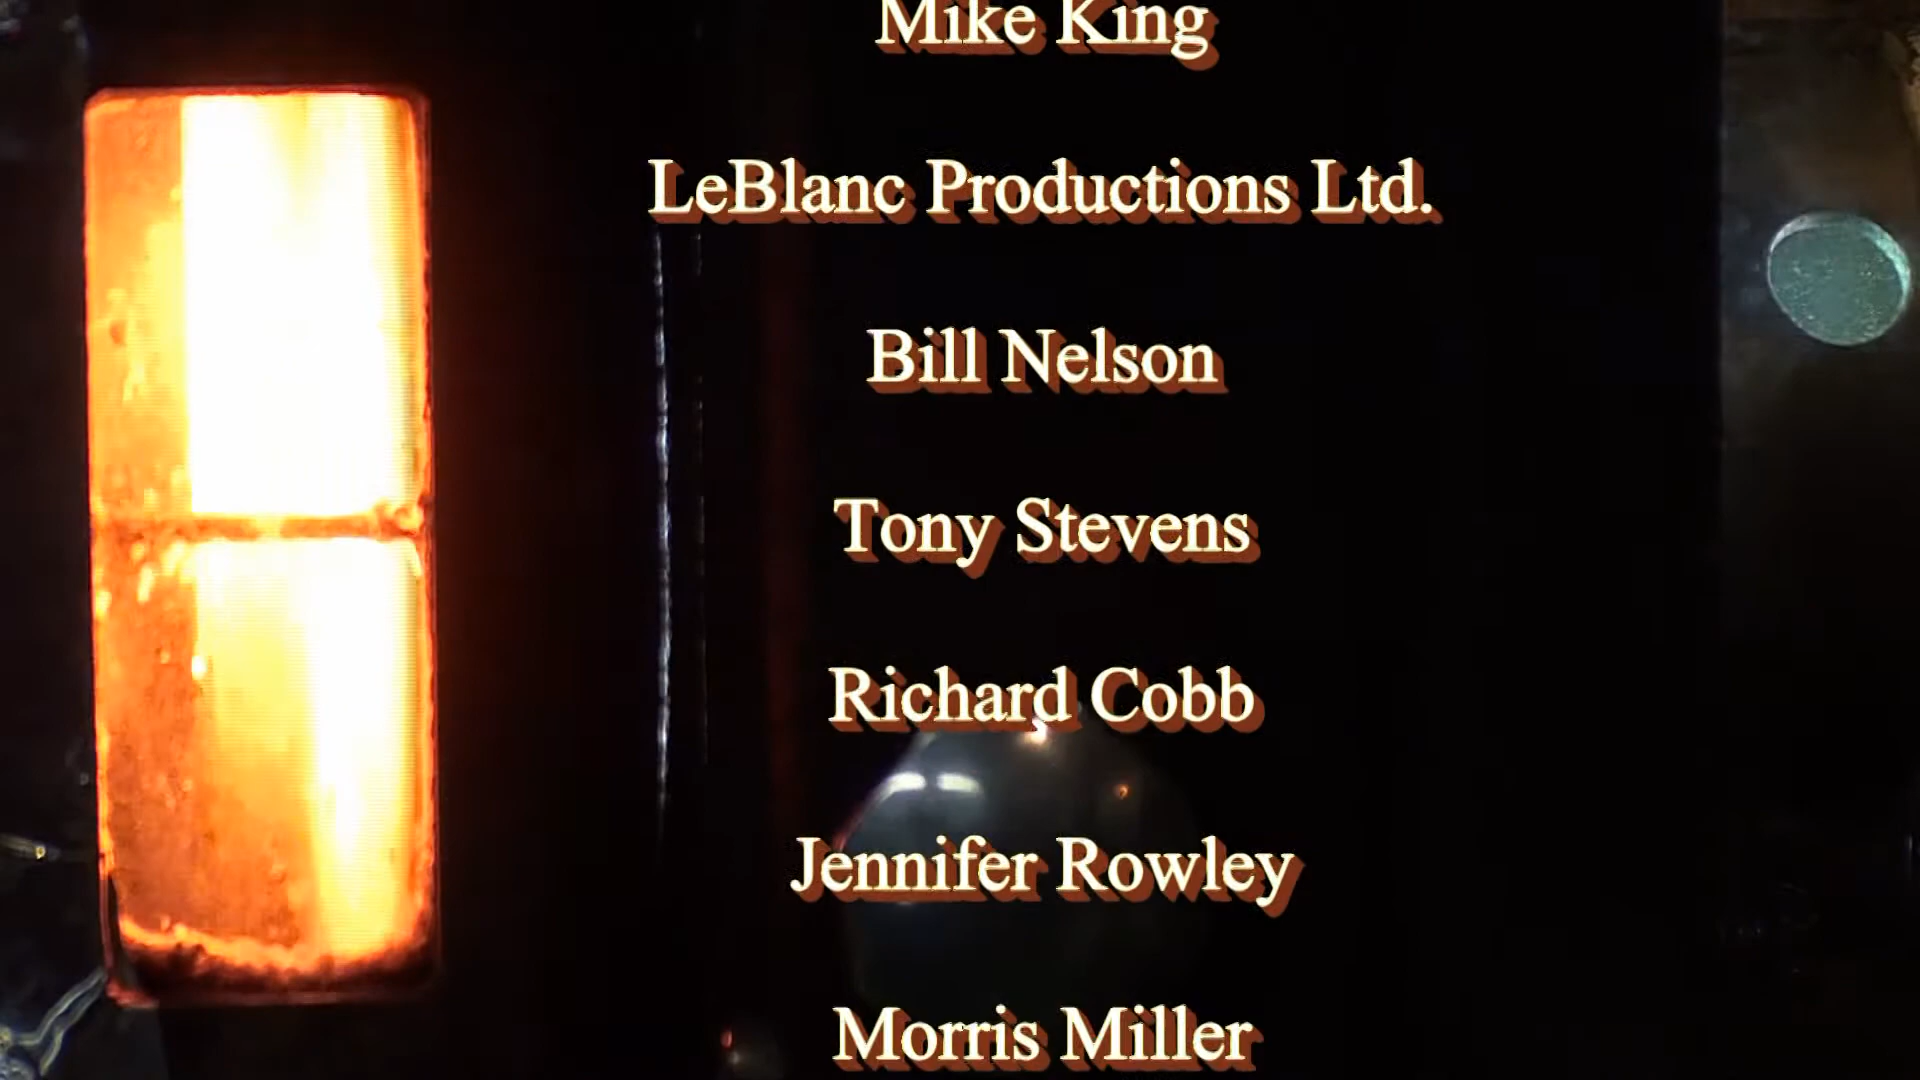 Mike King
LeBlanc Productions Ltd.
Bill Nelson
Tony Stevens
Richard Cobb
Jennifer Rowley
Morris Miller